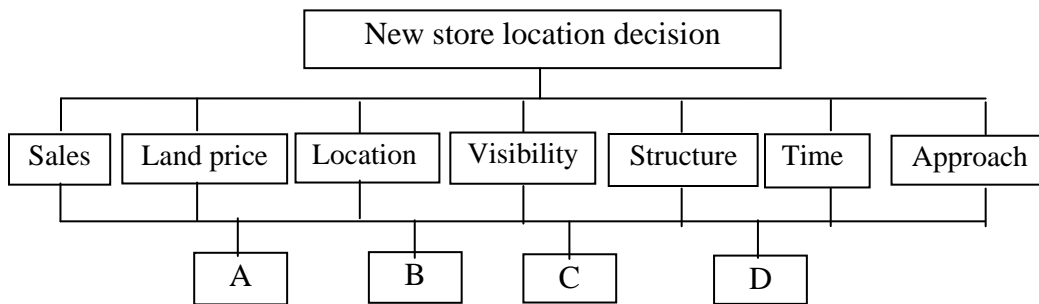 New store location decision
Sales Land price Location Visibility Structure Time Approach
A B C D